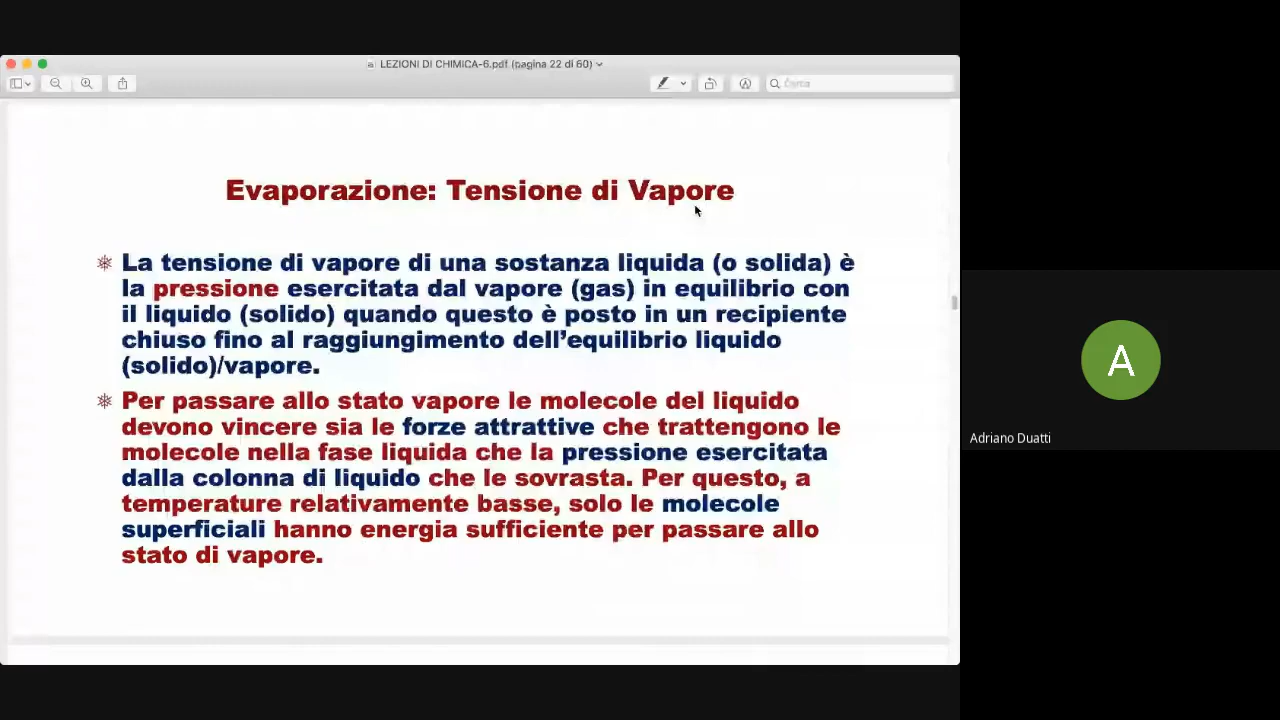 LEZIONI DI CHIMICA-6.pdf (pagina 22 di 60)
Cerca
Evaporazione: Tensione di Vapore
La tensione di vapore di una sostanza liquida (o solida) è
la pressione esercitata dal vapore (gas) in equilibrio con
il liquido (solido) quando questo è posto in un recipiente
chiuso fino al raggiungimento dell’equilibrio liquido
(solido)/vapore.
Per passare allo stato vapore le molecole del liquido
devono vincere sia le forze attrattive che trattengono le
molecole nella fase liquida che la pressione esercitata
dalla colonna di liquido che le sovrasta. Per questo, a
temperature relativamente basse, solo le molecole
superficiali hanno energia sufficiente per passare allo
stato di vapore.
A
Adriano Duatti